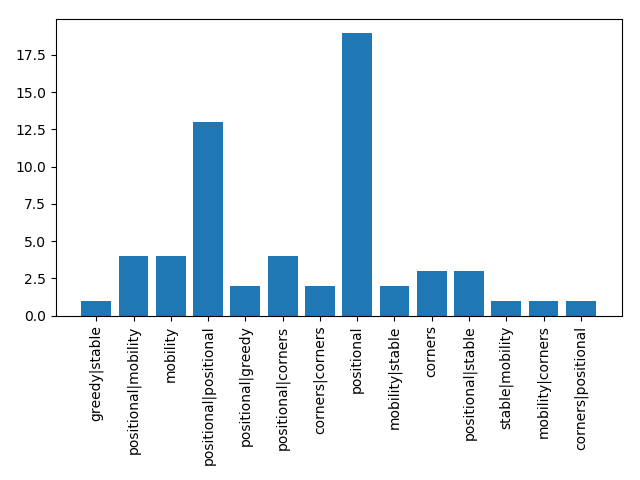 17.5
15.0
12.5
10.0
7.5
5.0
2.5
0.0
greedy|stable
positional|mobility
mobility
positional|positional
positional|greedy
positional|corners
corners|corners
positional
mobility|stable
corners
positional|stable
stable|mobility
mobility|corners
corners|positional